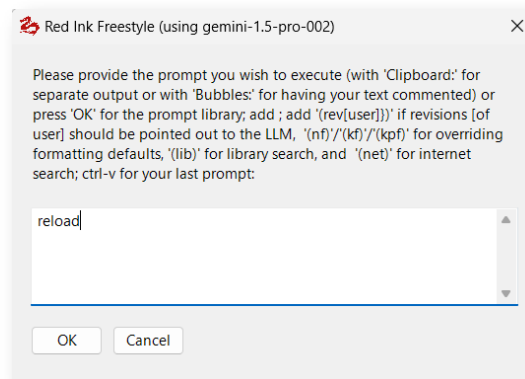 Red Ink Freestyle (using gemini-1.5-pro-002)
Please provide the prompt you wish to execute (with 'Clipboard:' for
separate output or with 'Bubbles:' for having your text commented) or
press 'OK' for the prompt library; add ; add '(rev[user]})' if revisions [of
user] should be pointed out to the LLM,  '(nf)'/'(kf)'/'(kpf)' for overriding
formatting defaults, '(lib)' for library search, and  '(net)' for internet
search; ctrl-v for your last prompt:
reload
OK
Cancel